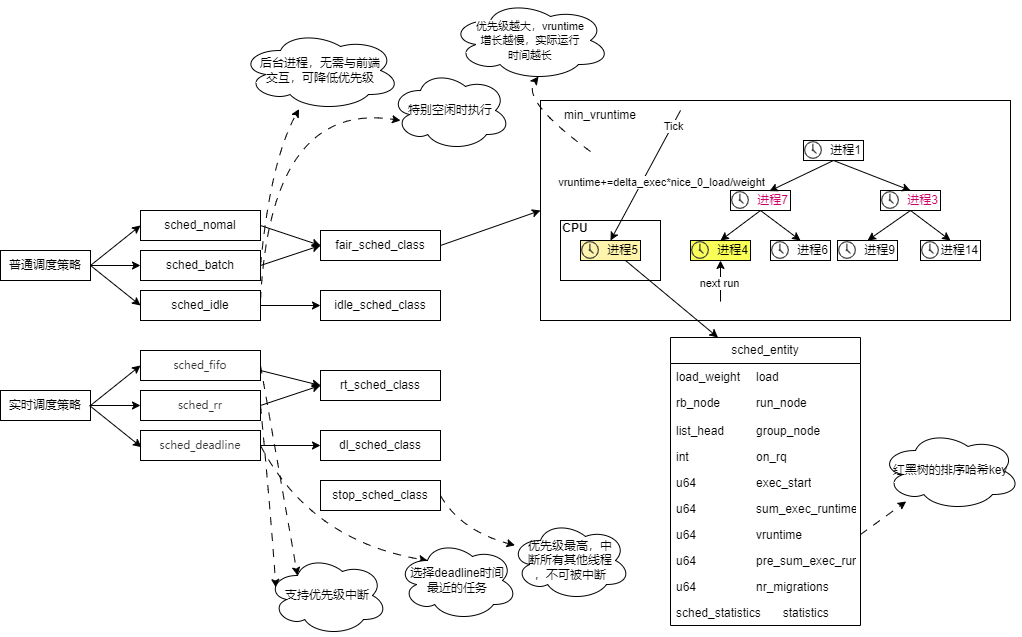 优先级越大，vruntime
增长越慢，实际运行
时间越长
后台进程，无需与前端
交互，可降低优先级
特别空闲时执行
min_vruntime
Tick
进程1
vruntime+=delta_exec*nice_0_load/weight
进程7
进程3
CPU
进程5
进程4
进程6
进程9
进程14
next run
普通调度策略
sched_nomal
sched_batch
sched_idle
fair_sched_class
idle_sched_class
实时调度策略
sched_fifo
sched_rr
sched_deadline
rt_sched_class
dl_sched_class
stop_sched_class
支持优先级中断
选择deadline时间
最近的任务
优先级最高，中
断所有其他线程
，不可被中断
sched_entity
load_weight load
rb_node run_node
list_head group_node
int on_rq
u64 exec_start
u64 sum_exec_runtime
u64 vruntime
u64 pre_sum_exec_rur
u64 nr_migrations
sched_statistics statistics
红黑树的排序哈希key